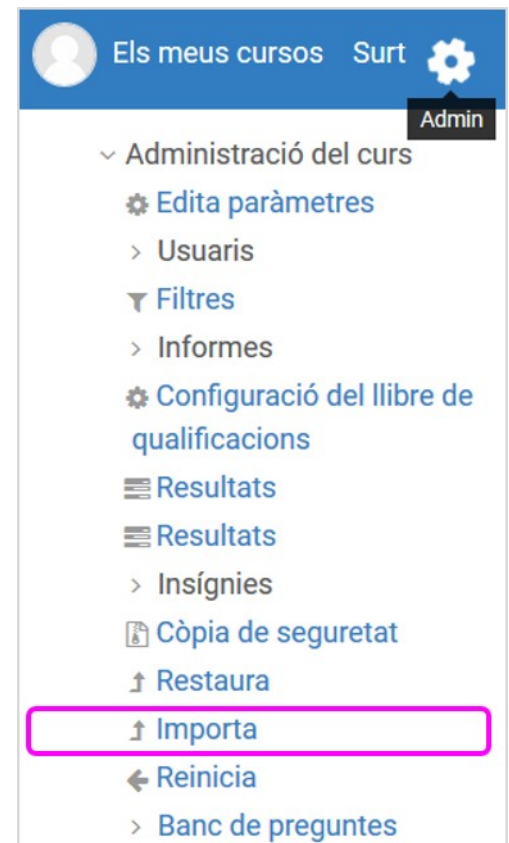 Els meus cursos Surt
Admin
Administració del curs
Edita paràmetres
Usuaris
Filtres
Informes
Configuració del llibre de
qualificacions
Resultats
Resultats
Insígnies
Còpia de seguretat
Restaura
Importa
Reinicia
Banc de preguntes